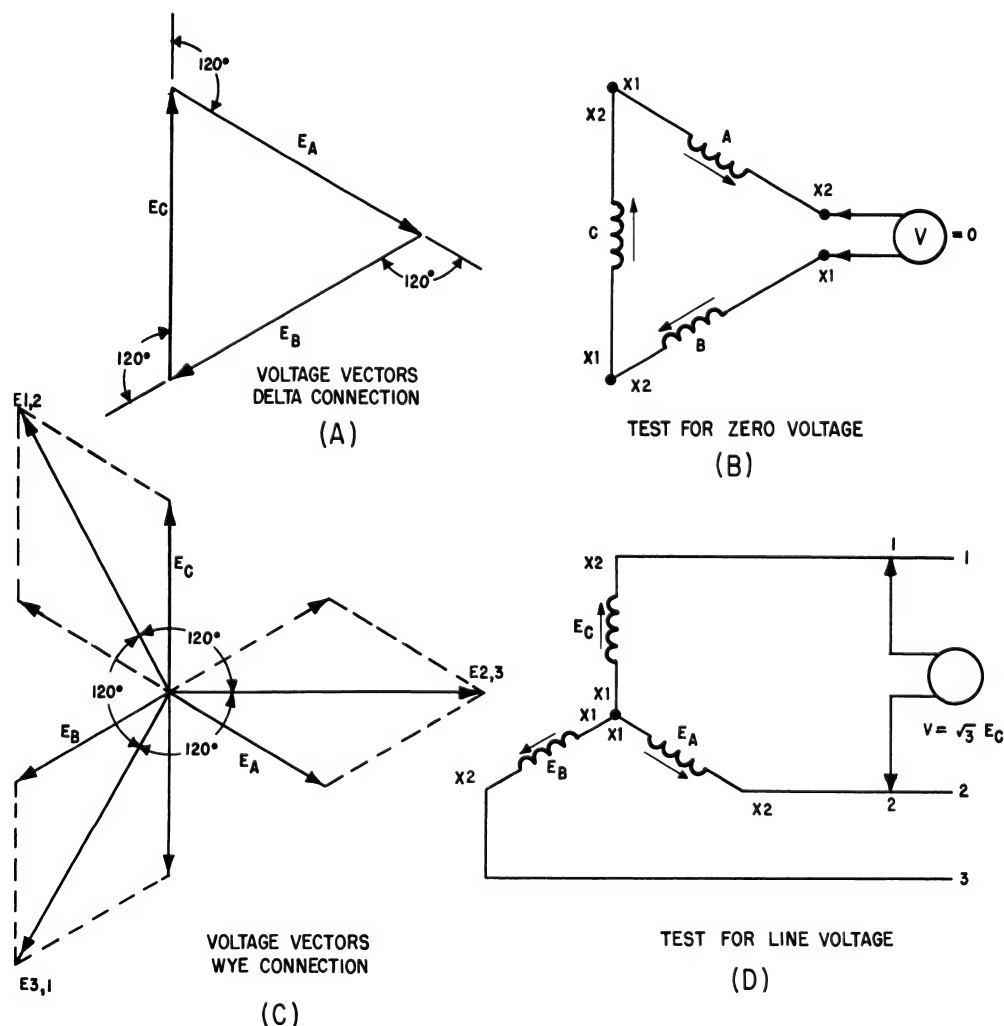 120°
E_A
E_C
120°
E_B
120°
VOLTAGE VECTORS
DELTA CONNECTION
(A)
X1
X2
A
X2
C
V = 0
X1
B
X1
X2
TEST FOR ZERO VOLTAGE
(B)
E1,2
E_C
120°
120°
E2,3
E_B
120°
E_A
E3,1
VOLTAGE VECTORS
WYE CONNECTION
(C)
1
X2
1
E_C
X1
X1
X1
E_A
V = √3 E_C
E_B
X2
X2
2
2
3
TEST FOR LINE VOLTAGE
(D)